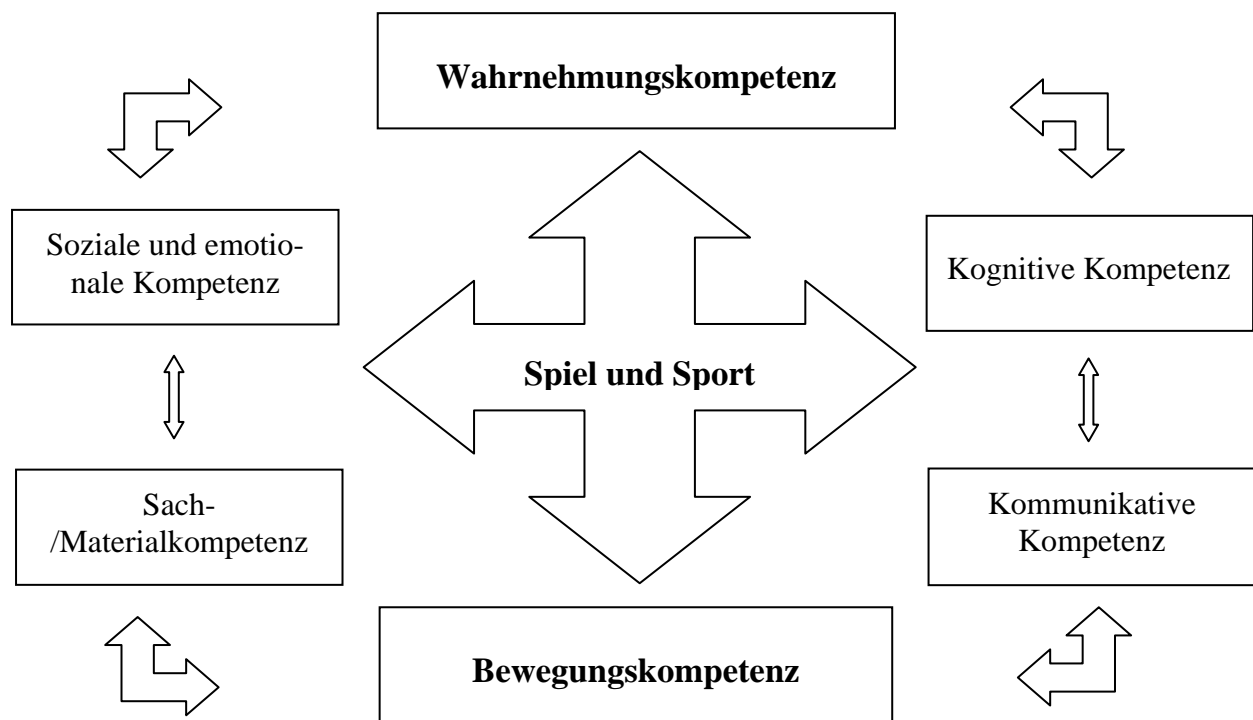 Wahrnehmungskompetenz
Soziale und emotio-
nale Kompetenz
Kognitive Kompetenz
Spiel und Sport
Sach-
/Materialkompetenz
Kommunikative
Kompetenz
Bewegungskompetenz